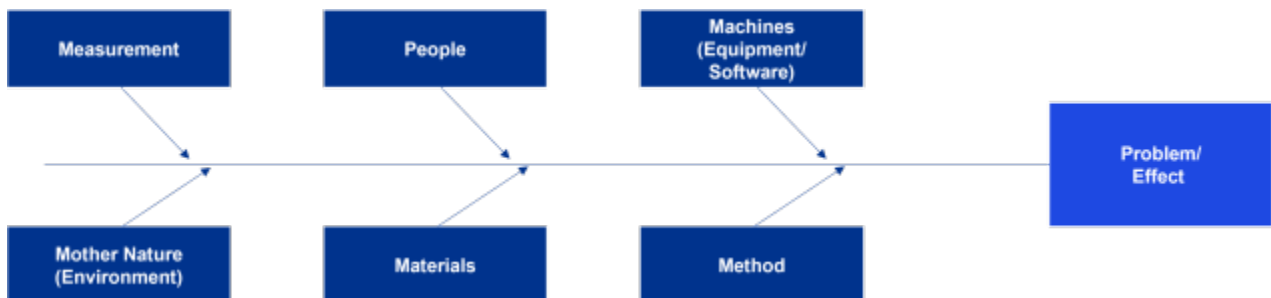 Measurement
People
Machines
(Equipment/
Software)
Problem/
Effect
Mother Nature
(Environment)
Materials
Method